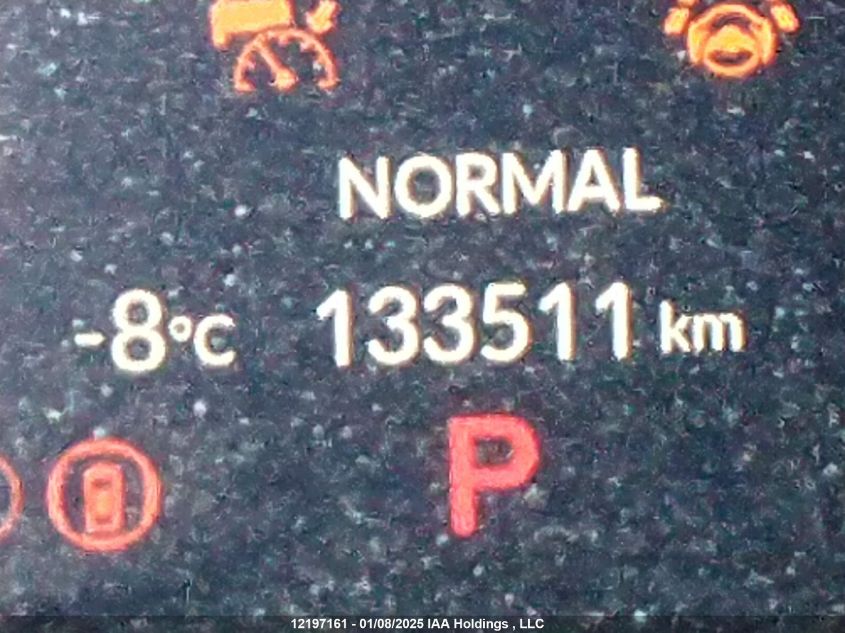 NORMAL
-8°C 133511 km
P
12197161 - 01/08/2025 IAA Holdings , LLC